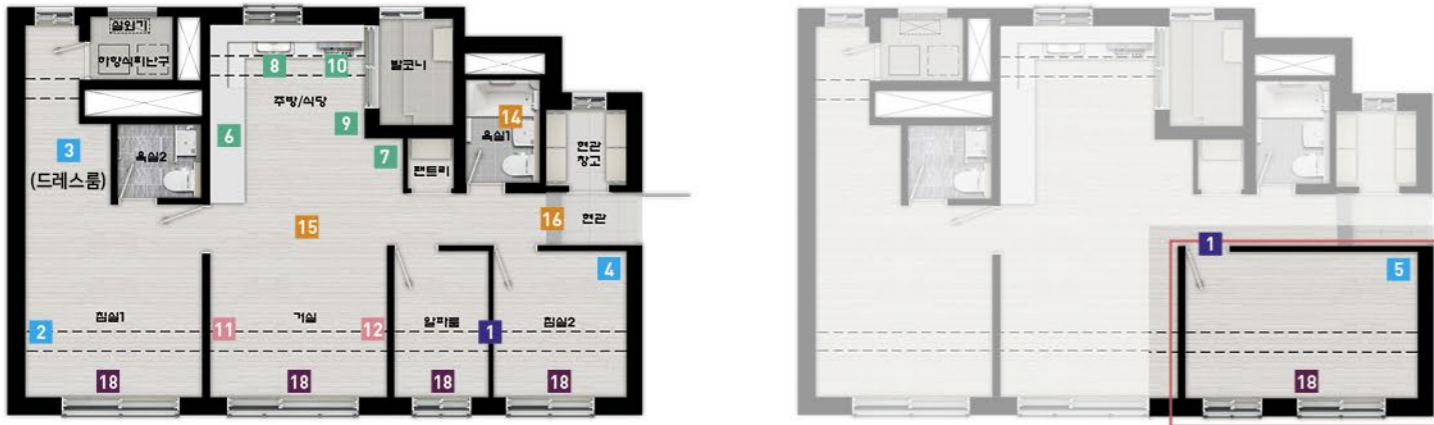 실외기
하향식피난구
8
10
발코니
주방/식당
14
욕실1
6
9
7
3
(드레스룸)
욕실2
팬트리
현관
창고
15
16
현관
1
4
5
2
침실1
11
거실
12
알파룸
1
침실2
18
18
18
18
18